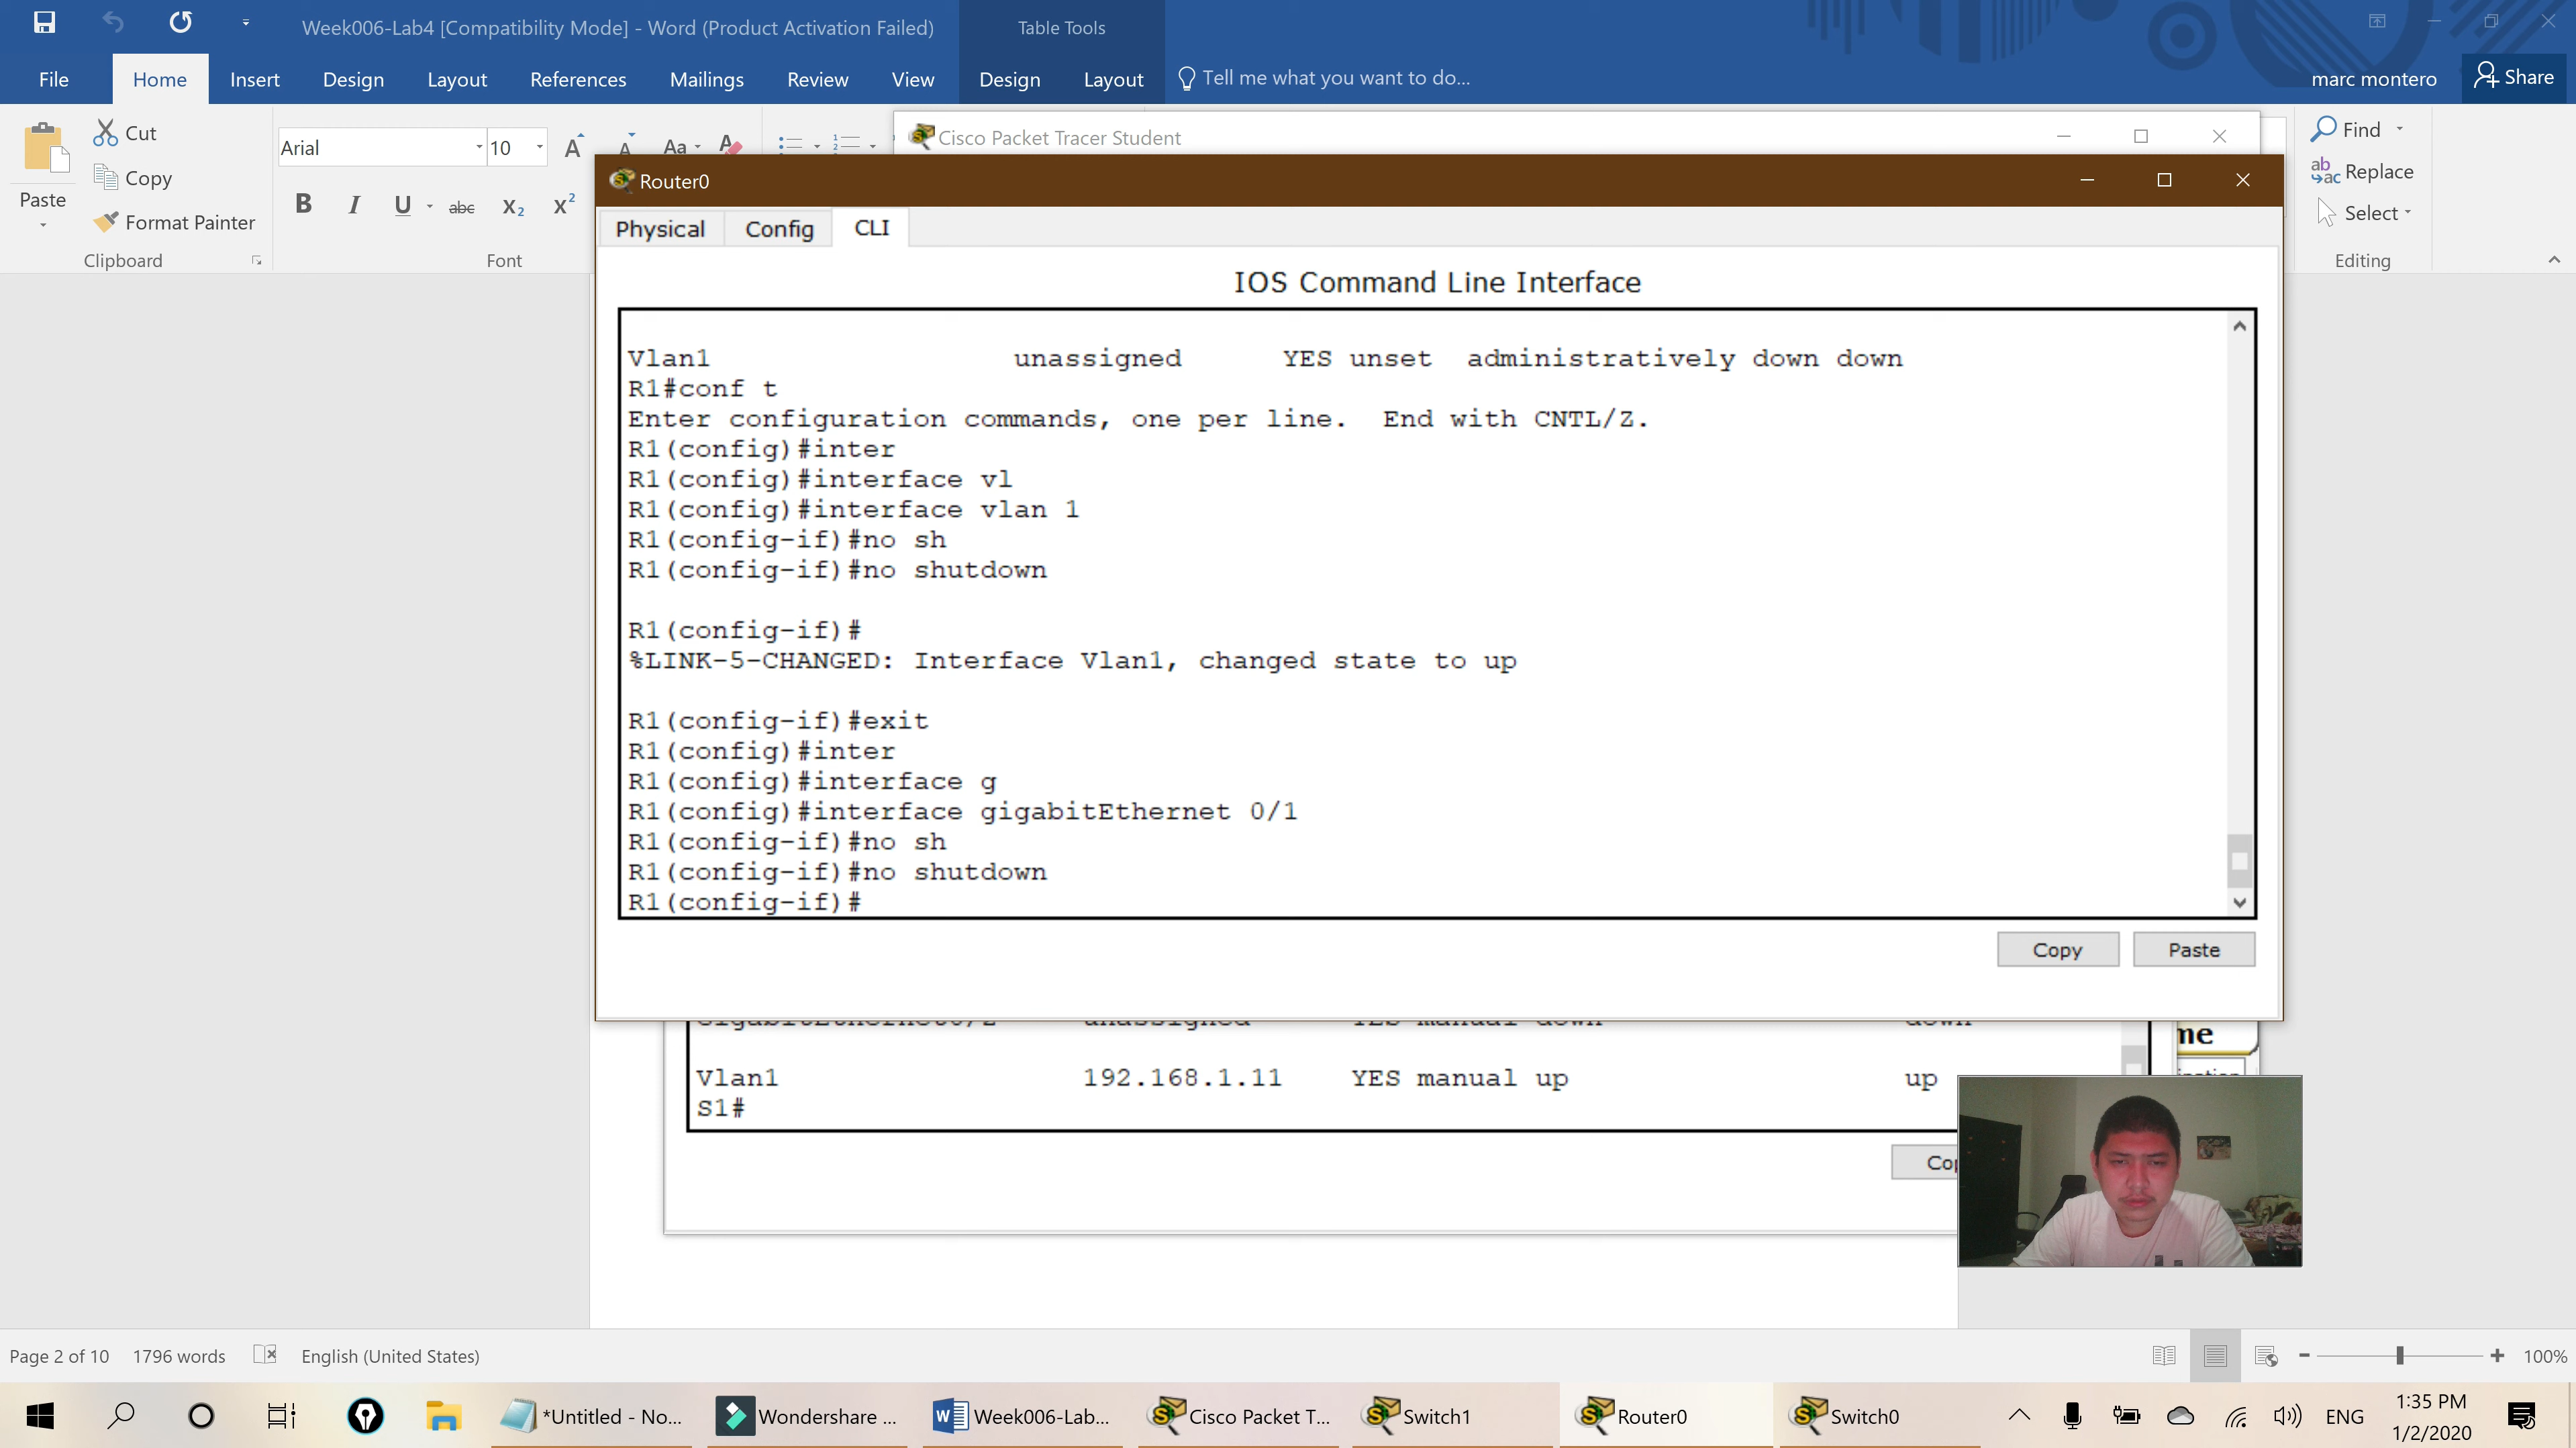 Week006-Lab4 [Compatibility Mode] - Word (Product Activation Failed)
Table Tools
File
Home
Insert
Design
Layout
References
Mailings
Review
View
Design
Layout
Tell me what you want to do...
marc montero
Share
Paste
Cut
Copy
Format Painter
Clipboard
Arial
10
Aa
B I U abc X2 X2
Font
Find
Replace
Select
Editing
Cisco Packet Tracer Student
Router0
Physical
Config
CLI
IOS Command Line Interface
Vlan1 unassigned YES unset administratively down down
R1#conf t
Enter configuration commands, one per line. End with CNTL/Z.
R1(config)#inter
R1(config)#interface vl
R1(config)#interface vlan 1
R1(config-if)#no sh
R1(config-if)#no shutdown
R1(config-if)#
%LINK-5-CHANGED: Interface Vlan1, changed state to up
R1(config-if)#exit
R1(config)#inter
R1(config)#interface g
R1(config)#interface gigabitEthernet 0/1
R1(config-if)#no sh
R1(config-if)#no shutdown
R1(config-if)#
Copy
Paste
Vlan1 192.168.1.11 YES manual up up
S1#
Page 2 of 10
1796 words
English (United States)
100%
*Untitled - No...
Wondershare ...
Week006-Lab...
Cisco Packet T...
Switch1
Router0
Switch0
ENG
1:35 PM
1/2/2020